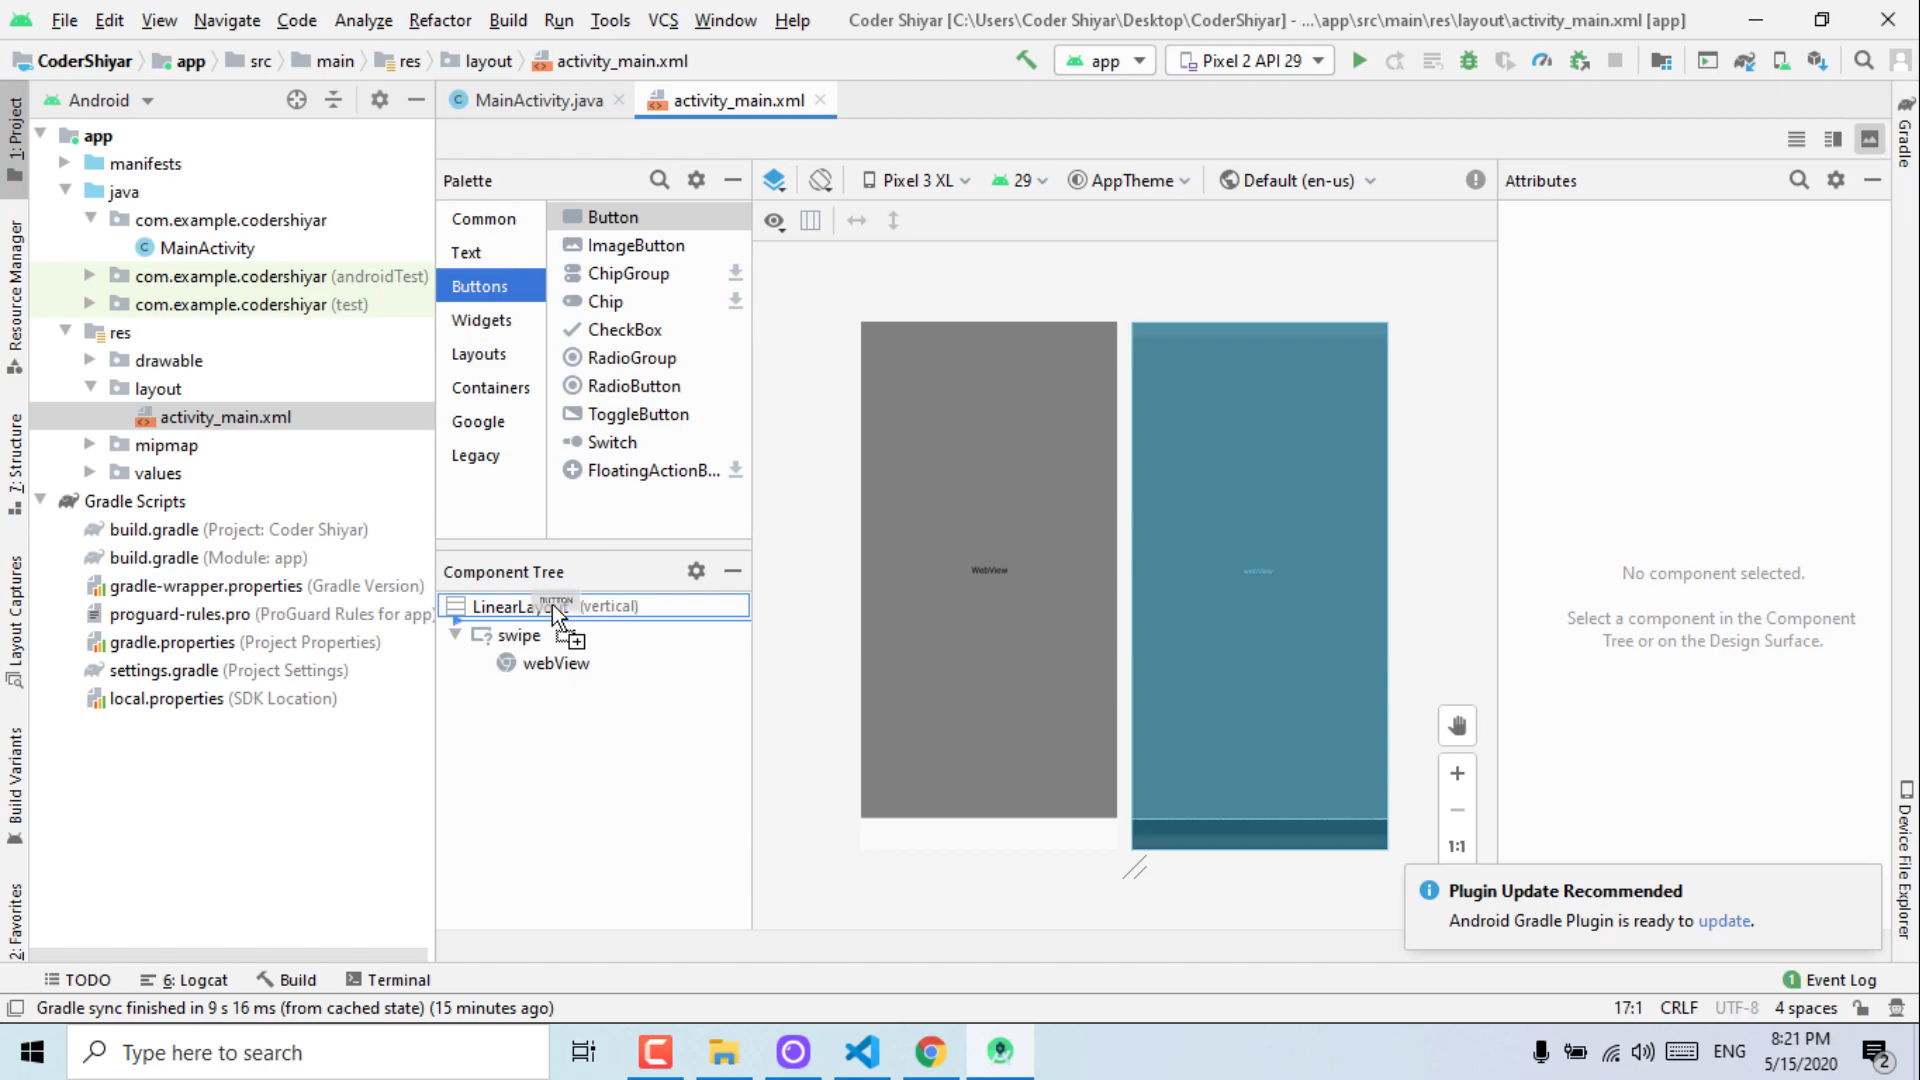 File Edit View Navigate Code Analyze Refactor Build Run Tools VCS Window Help Coder Shiyar [C:\Users\Coder Shiyar\Desktop\CoderShiyar] - ...\app\src\main\res\layout\activity_main.xml [app]
CoderShiyar app src main res layout activity_main.xml app Pixel 2 API 29
1: Project
Resource Manager
7: Structure
Layout Captures
Build Variants
2: Favorites
Android
app
manifests
java
com.example.codershiyar
MainActivity
com.example.codershiyar (androidTest)
com.example.codershiyar (test)
res
drawable
layout
activity_main.xml
mipmap
values
Gradle Scripts
build.gradle (Project: Coder Shiyar)
build.gradle (Module: app)
gradle-wrapper.properties (Gradle Version)
proguard-rules.pro (ProGuard Rules for app)
gradle.properties (Project Properties)
settings.gradle (Project Settings)
local.properties (SDK Location)
MainActivity.java activity_main.xml
Palette
Common
Text
Buttons
Widgets
Layouts
Containers
Google
Legacy
Button
ImageButton
ChipGroup
Chip
CheckBox
RadioGroup
RadioButton
ToggleButton
Switch
FloatingActionB...
Component Tree
BUTTON
(vertical)
swipe
webView
Pixel 3 XL 29 AppTheme Default (en-us)
WebView
webView
1:1
Attributes
No component selected.
Select a component in the Component
Tree or on the Design Surface.
Gradle
Device File Explorer
Plugin Update Recommended
Android Gradle Plugin is ready to update.
TODO 6: Logcat Build Terminal 1 Event Log
Gradle sync finished in 9 s 16 ms (from cached state) (15 minutes ago) 17:1 CRLF UTF-8 4 spaces
Type here to search ENG 8:21 PM
5/15/2020 2